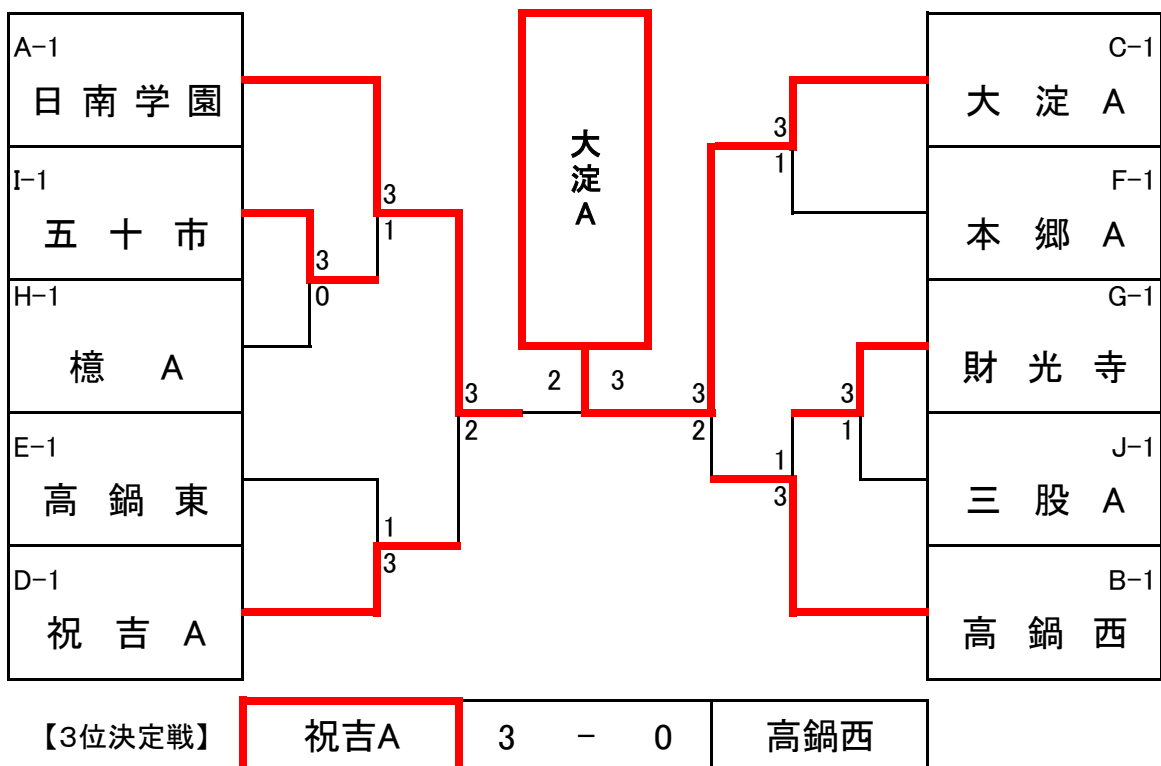 A-1
日南学園
I-1
五十市
H-1
檍 A
E-1
高鍋東
D-1
祝吉A
3
1
3
0
1
3
3
2
大淀A
2 3
3
2
3
1
3
1
1
3
C-1
大淀A
F-1
本郷A
G-1
財光寺
J-1
三股A
B-1
高鍋西
【3位決定戦】 祝吉A 3 - 0 高鍋西